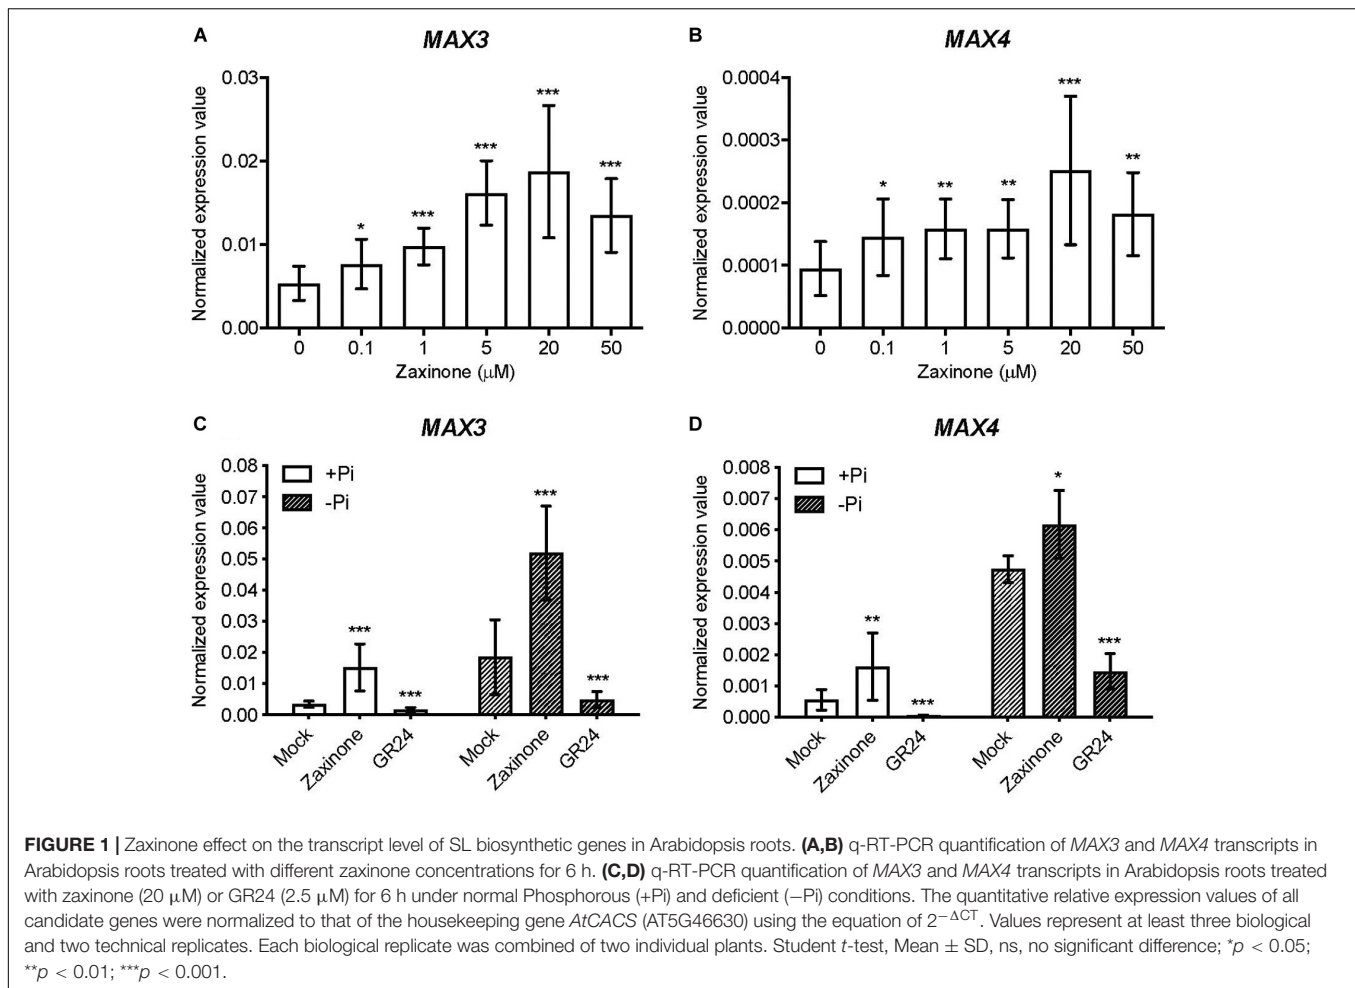 A
MAX3
Normalized expression value
0.03
0.02
0.01
0.00
*
***
***
***
***
0
0.1
1
5
20
50
Zaxinone (μM)
B
MAX4
Normalized expression value
0.0004
0.0003
0.0002
0.0001
0.0000
*
**
**
***
**
0
0.1
1
5
20
50
Zaxinone (μM)
C
MAX3
Normalized expression value
0.08
0.07
0.06
0.05
0.04
0.03
0.02
0.01
0.00
+Pi
-Pi
***
***
***
***
Mock
Zaxinone
GR24
Mock
Zaxinone
GR24
D
MAX4
Normalized expression value
0.008
0.007
0.006
0.005
0.004
0.003
0.002
0.001
0.000
+Pi
-Pi
**
***
*
***
Mock
Zaxinone
GR24
Mock
Zaxinone
GR24
FIGURE 1 | Zaxinone effect on the transcript level of SL biosynthetic genes in Arabidopsis roots. (A,B) q-RT-PCR quantification of MAX3 and MAX4 transcripts in
Arabidopsis roots treated with different zaxinone concentrations for 6 h. (C,D) q-RT-PCR quantification of MAX3 and MAX4 transcripts in Arabidopsis roots treated
with zaxinone (20 μM) or GR24 (2.5 μM) for 6 h under normal Phosphorous (+Pi) and deficient (−Pi) conditions. The quantitative relative expression values of all
candidate genes were normalized to that of the housekeeping gene AtCACS (AT5G46630) using the equation of 2−ΔCT. Values represent at least three biological
and two technical replicates. Each biological replicate was combined of two individual plants. Student t-test, Mean ± SD, ns, no significant difference; *p < 0.05;
**p < 0.01; ***p < 0.001.